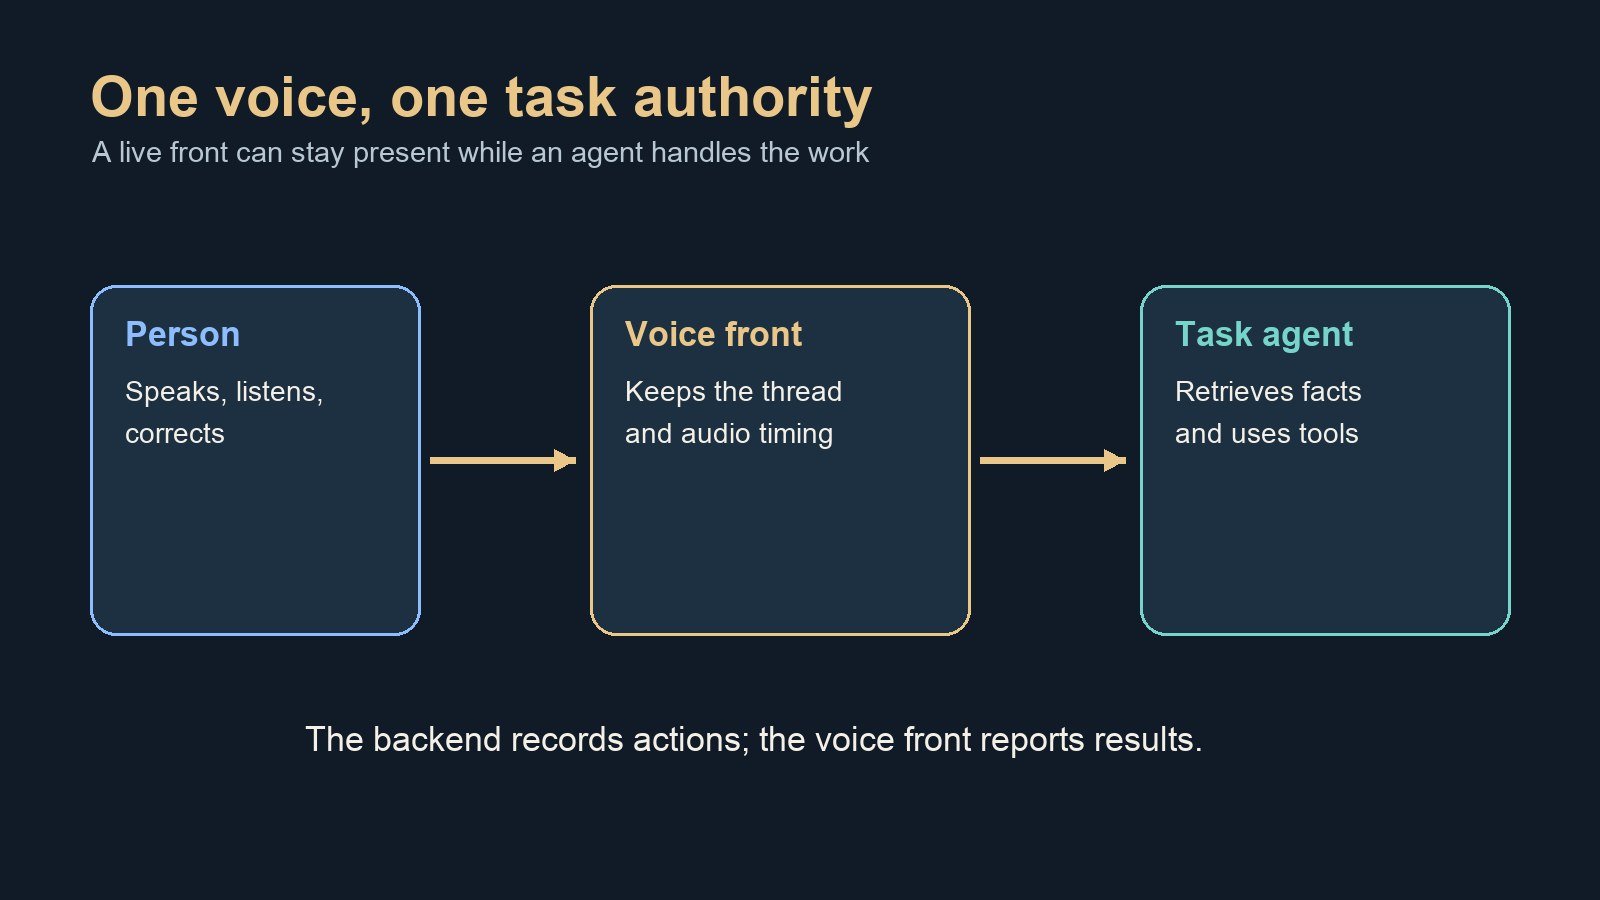 One voice, one task authority
A live front can stay present while an agent handles the work
Person
Speaks, listens,
corrects
Voice front
Keeps the thread
and audio timing
Task agent
Retrieves facts
and uses tools
The backend records actions; the voice front reports results.